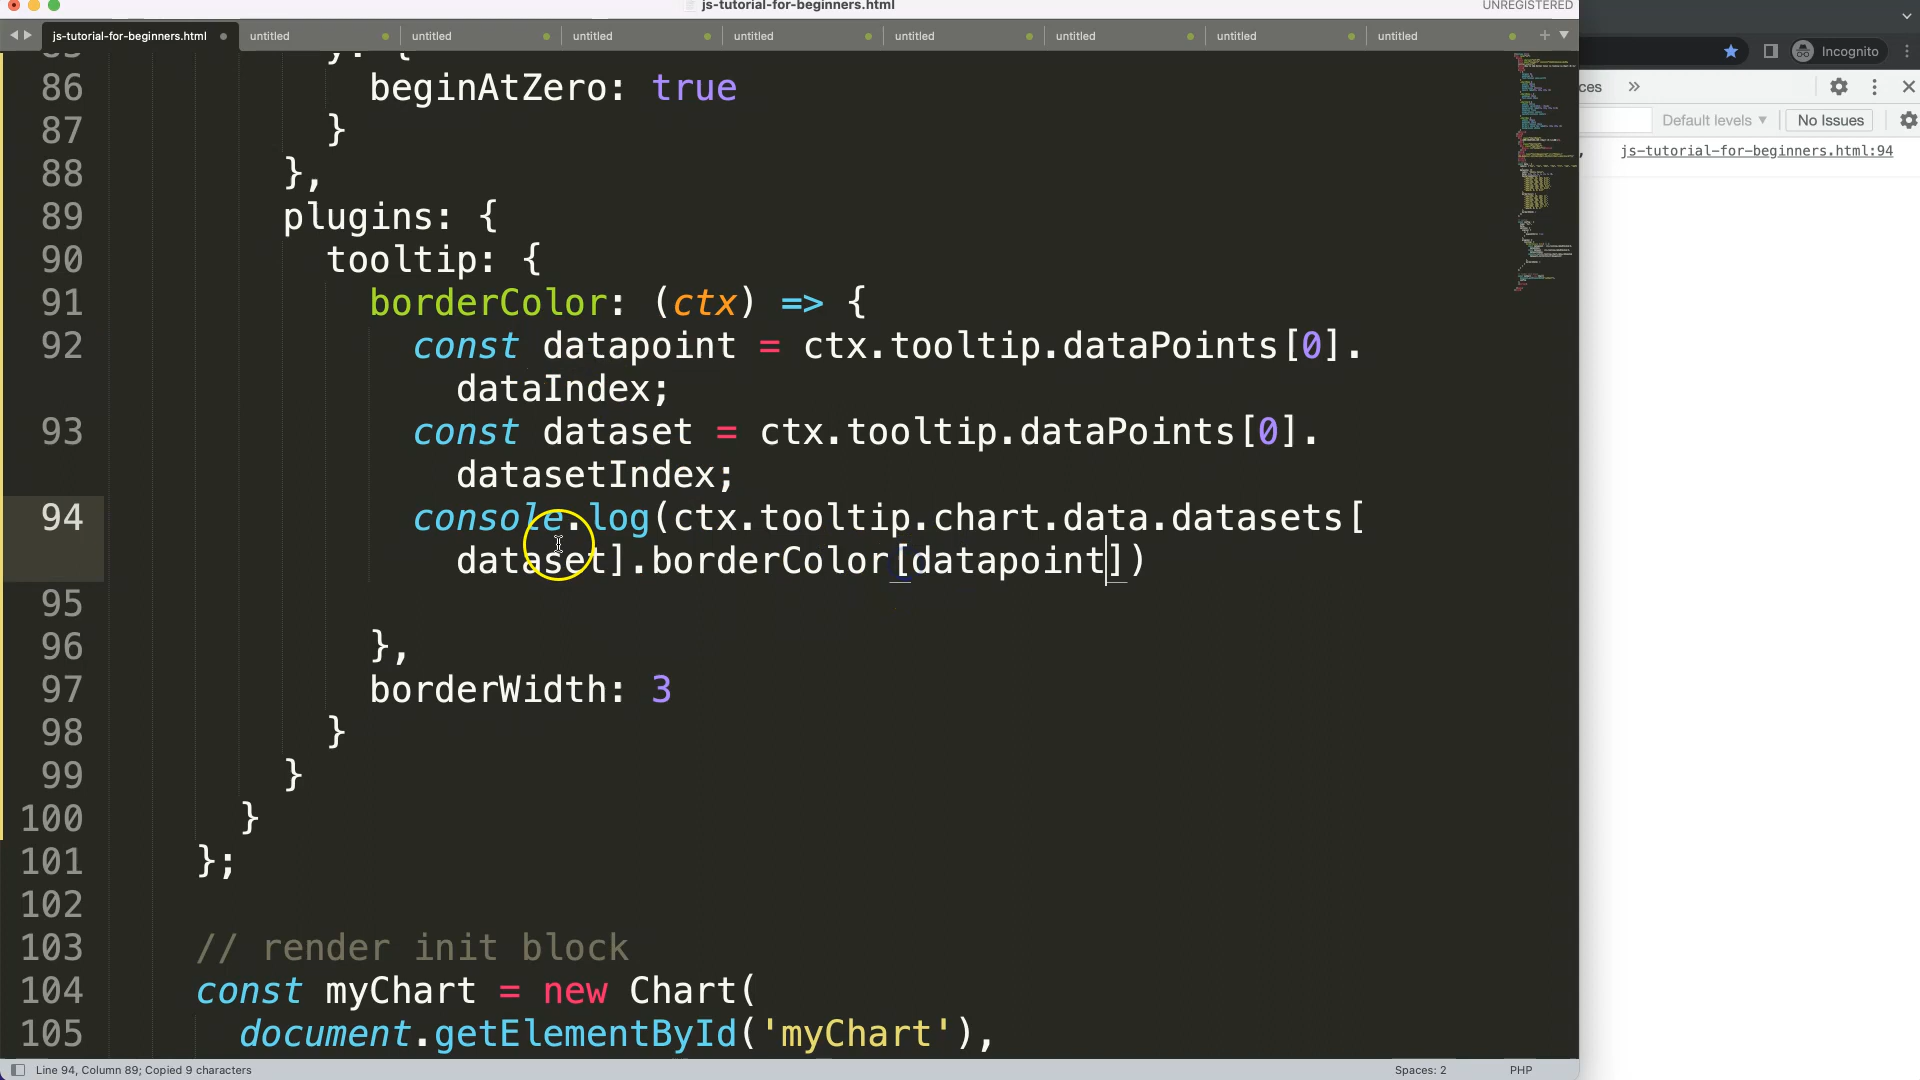 js-tutorial-for-beginners.html
UNREGISTERED
js-tutorial-for-beginners.html untitled untitled untitled untitled untitled untitled untitled untitled
Incognito
ces
Default levels
No Issues
js-tutorial-for-beginners.html:94
86 beginAtZero: true
87 }
88 },
89 plugins: {
90 tooltip: {
91 borderColor: (ctx) => {
92 const datapoint = ctx.tooltip.dataPoints[0].
dataIndex;
93 const dataset = ctx.tooltip.dataPoints[0].
datasetIndex;
94 console.log(ctx.tooltip.chart.data.datasets[
dataset].borderColor[datapoint])
95
96 },
97 borderWidth: 3
98 }
99 }
100 }
101 };
102
103 // render init block
104 const myChart = new Chart(
105 document.getElementById('myChart'),
Line 94, Column 89; Copied 9 characters
Spaces: 2
PHP